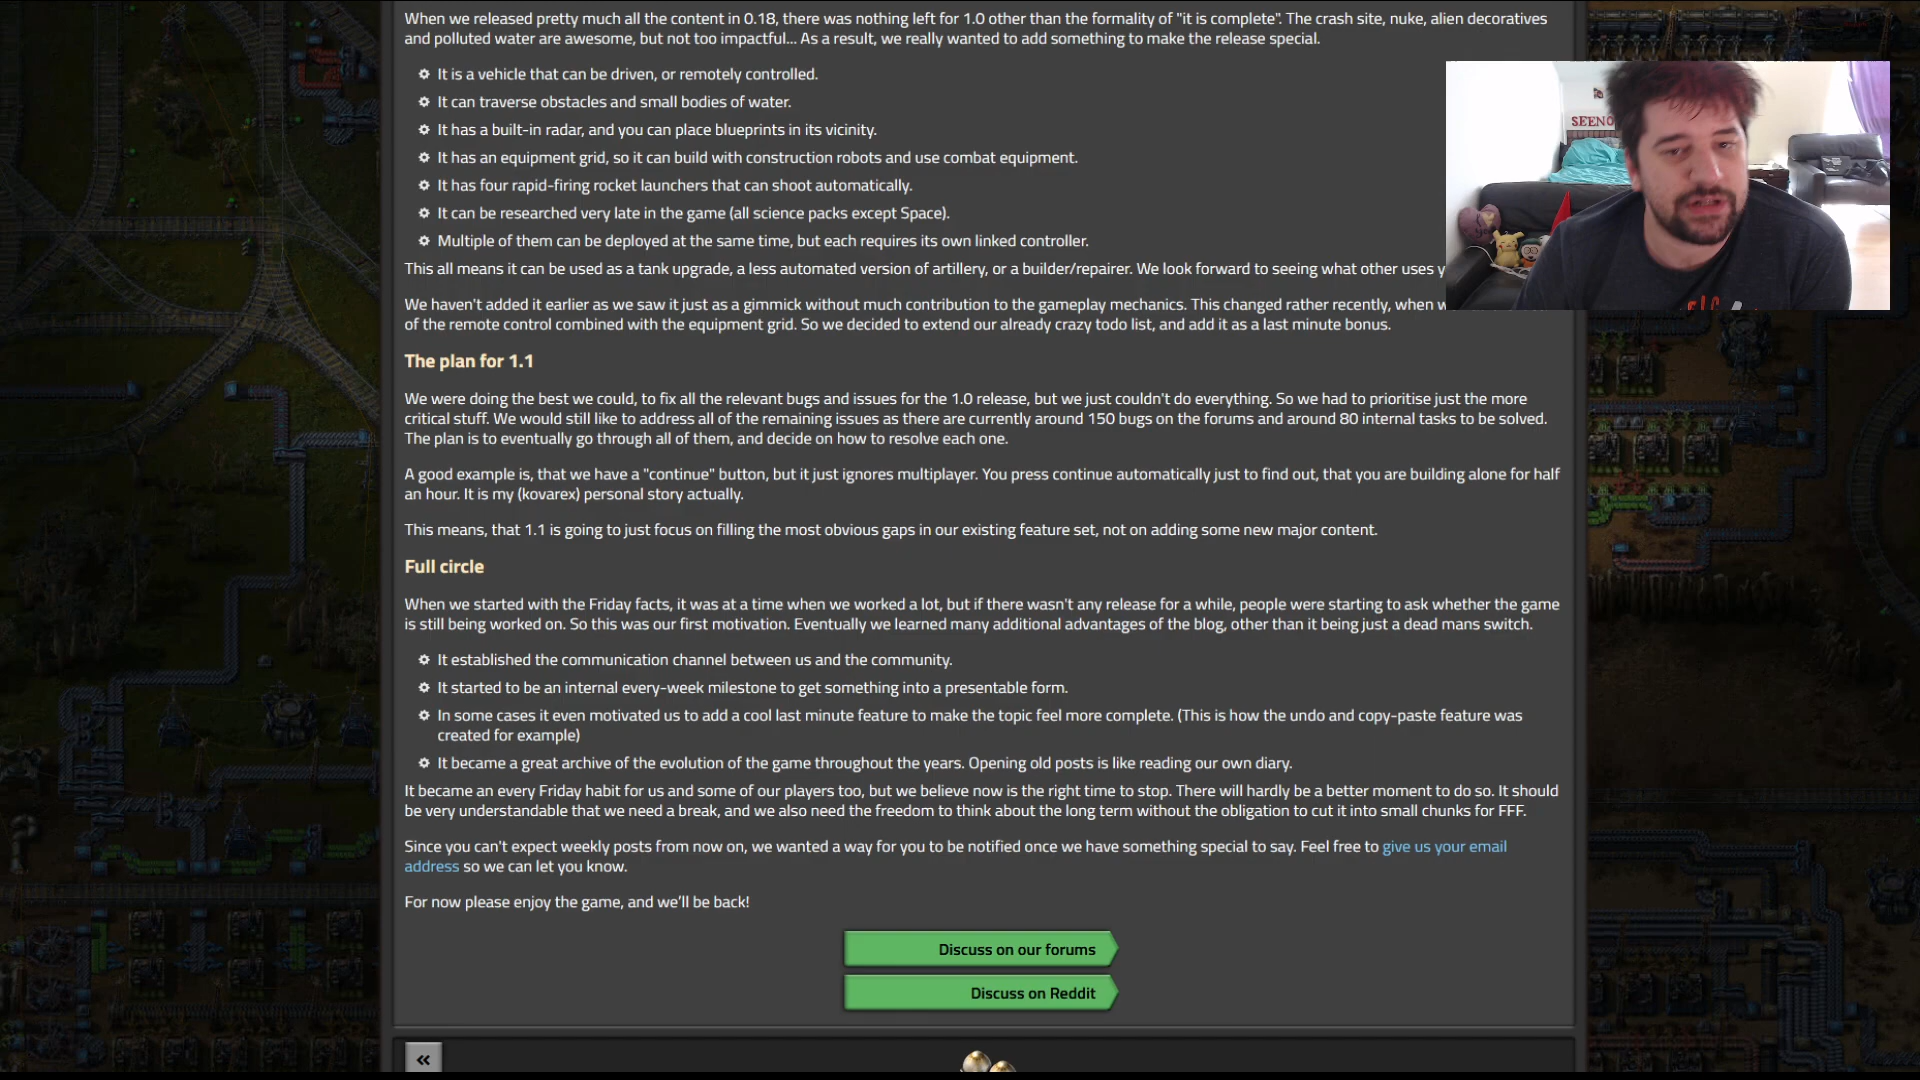 When we released pretty much all the content in 0.18, there was nothing left for 1.0 other than the formality of "it is complete". The crash site, nuke, alien decoratives
and polluted water are awesome, but not too impactful... As a result, we really wanted to add something to make the release special.
It is a vehicle that can be driven, or remotely controlled.
It can traverse obstacles and small bodies of water.
It has a built-in radar, and you can place blueprints in its vicinity.
It has an equipment grid, so it can build with construction robots and use combat equipment.
It has four rapid-firing rocket launchers that can shoot automatically.
It can be researched very late in the game (all science packs except Space).
Multiple of them can be deployed at the same time, but each requires its own linked controller.
This all means it can be used as a tank upgrade, a less automated version of artillery, or a builder/repairer. We look forward to seeing what other uses
We haven't added it earlier as we saw it just as a gimmick without much contribution to the gameplay mechanics. This changed rather recently, when
of the remote control combined with the equipment grid. So we decided to extend our already crazy todo list, and add it as a last minute bonus.
The plan for 1.1
We were doing the best we could, to fix all the relevant bugs and issues for the 1.0 release, but we just couldn't do everything. So we had to prioritise just the more
critical stuff. We would still like to address all of the remaining issues as there are currently around 150 bugs on the forums and around 80 internal tasks to be solved.
The plan is to eventually go through all of them, and decide on how to resolve each one.
A good example is, that we have a "continue" button, but it just ignores multiplayer. You press continue automatically just to find out, that you are building alone for half
an hour. It is my (kovarex) personal story actually.
This means, that 1.1 is going to just focus on filling the most obvious gaps in our existing feature set, not on adding some new major content.
Full circle
When we started with the Friday facts, it was at a time when we worked a lot, but if there wasn't any release for a while, people were starting to ask whether the game
is still being worked on. So this was our first motivation. Eventually we learned many additional advantages of the blog, other than it being just a dead mans switch.
It established the communication channel between us and the community.
It started to be an internal every-week milestone to get something into a presentable form.
In some cases it even motivated us to add a cool last minute feature to make the topic feel more complete. (This is how the undo and copy-paste feature was
created for example)
It became a great archive of the evolution of the game throughout the years. Opening old posts is like reading our own diary.
It became an every Friday habit for us and some of our players too, but we believe now is the right time to stop. There will hardly be a better moment to do so. It should
be very understandable that we need a break, and we also need the freedom to think about the long term without the obligation to cut it into small chunks for FFF.
Since you can't expect weekly posts from now on, we wanted a way for you to be notified once we have something special to say. Feel free to give us your email
address so we can let you know.
For now please enjoy the game, and we'll be back!
Discuss on our forums
Discuss on Reddit
«
SEENO